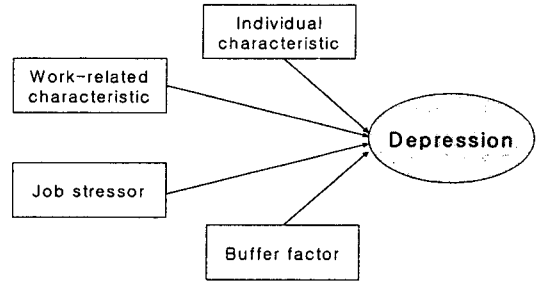 Individual
characteristic
Work-related
characteristic
Depression
Job stressor
Buffer factor